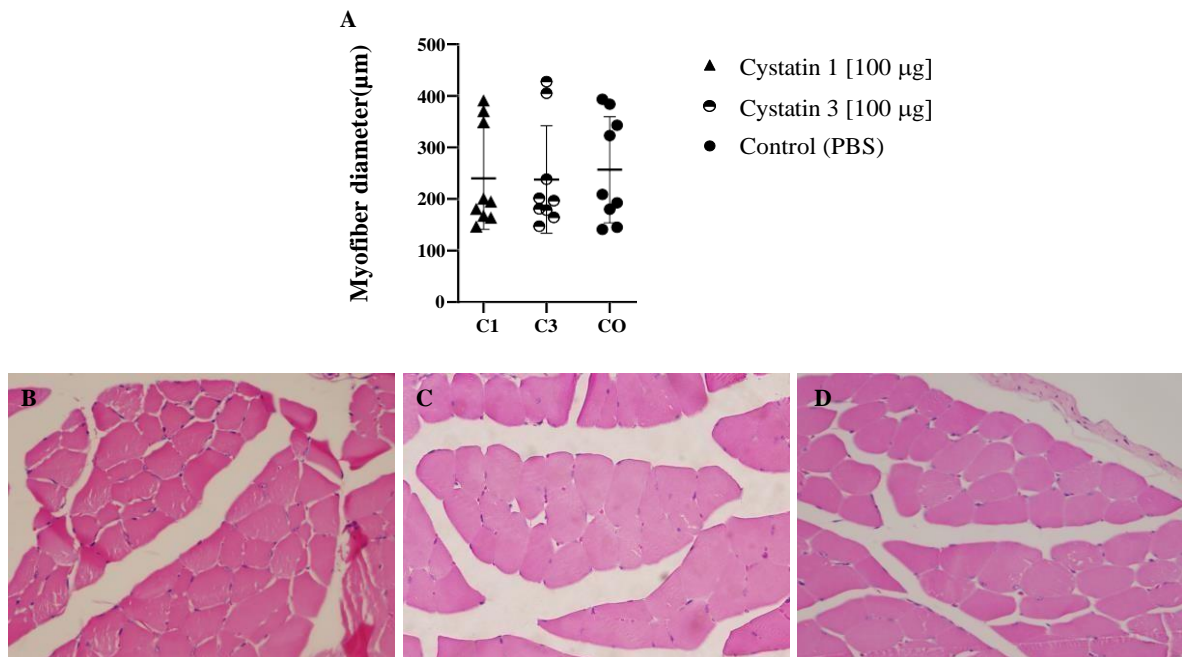 A
Myofiber diameter(μm)
500
400
300
200
100
0
C1 C3 CO
Cystatin 1 [100 μg]
Cystatin 3 [100 μg]
Control (PBS)
B
C
D